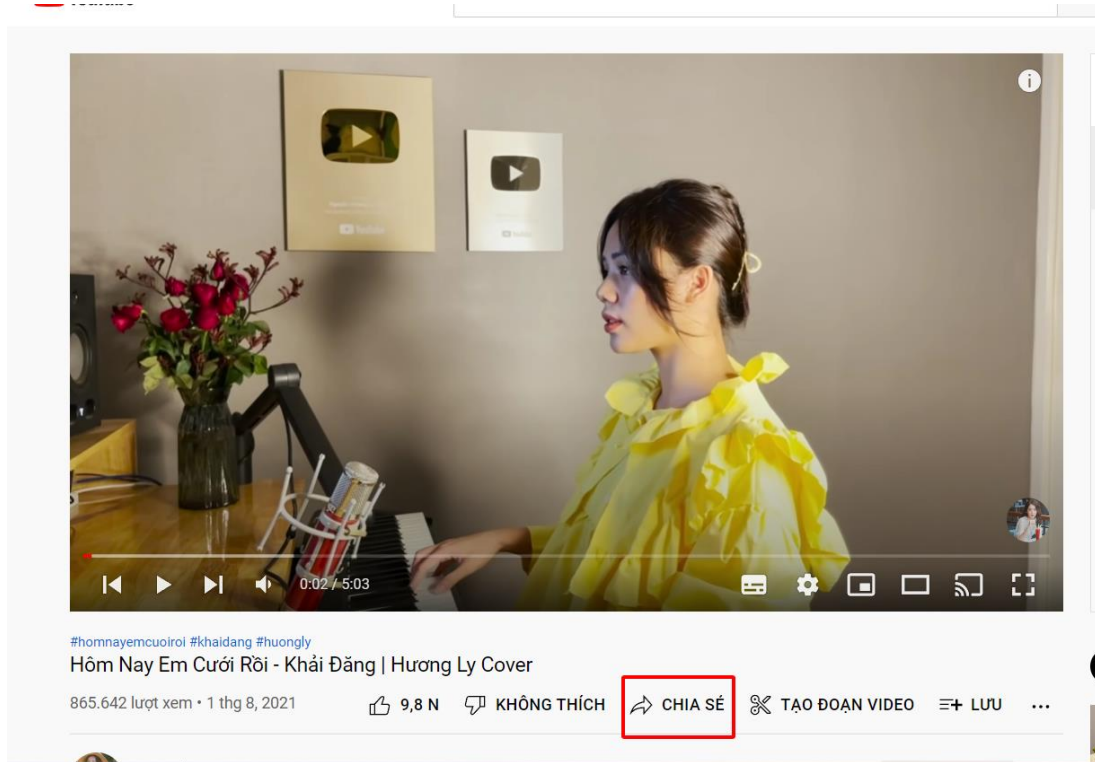 0:02 / 5:03
#homnayemcuoiroi #khaidang #huongly
Hôm Nay Em Cưới Rồi - Khải Đăng | Hương Ly Cover
865.642 lượt xem • 1 thg 8, 2021 9,8 N KHÔNG THÍCH CHIA SẺ TẠO ĐOẠN VIDEO LƯU